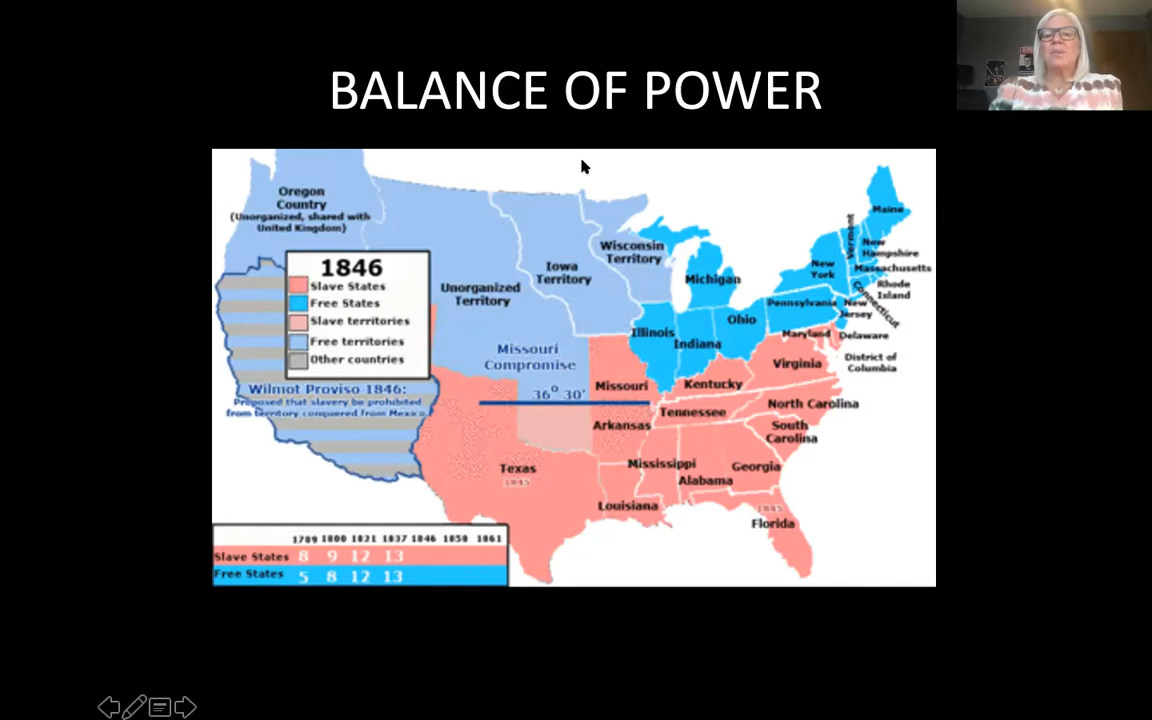 BALANCE OF POWER
Oregon
Country
(Unorganized, shared with
United Kingdom)
1846
Slave States
Free States
Slave territories
Free territories
Other countries
Wilmot Proviso 1846:
Proposed that slavery be prohibited
from territory conquered from Mexico.
Unorganized
Territory
Iowa
Territory
Wisconsin
Territory
Missouri
Compromise
36° 30'
Michigan
Illinois
Indiana
Ohio
Pennsylvania
New
York
Vermont
Maine
New
Hampshire
Massachusetts
Rhode
Island
Connecticut
New
Jersey
Maryland
Delaware
District of
Columbia
Missouri
Kentucky
Virginia
Tennessee
North Carolina
Arkansas
South
Carolina
Texas
1845
Mississippi
Alabama
Georgia
Louisiana
1845
Florida
1789 1800 1821 1837 1846 1850 1861
Slave States 8 9 12 13
Free States 5 8 12 13